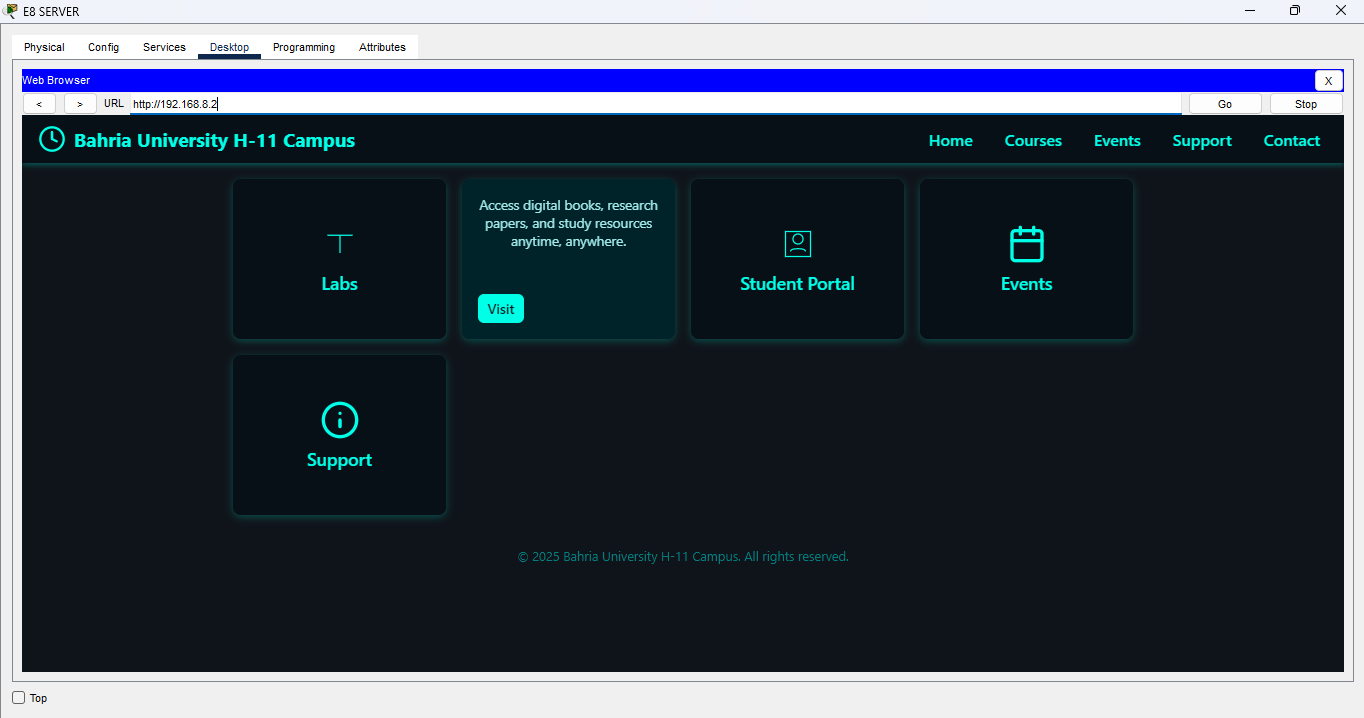 E8 SERVER
Physical Config Services Desktop Programming Attributes
Web Browser X
< > URL http://192.168.8.2 Go Stop
Bahria University H-11 Campus Home Courses Events Support Contact
Labs
Access digital books, research
papers, and study resources
anytime, anywhere.
Visit
Student Portal
Events
Support
© 2025 Bahria University H-11 Campus. All rights reserved.
Top